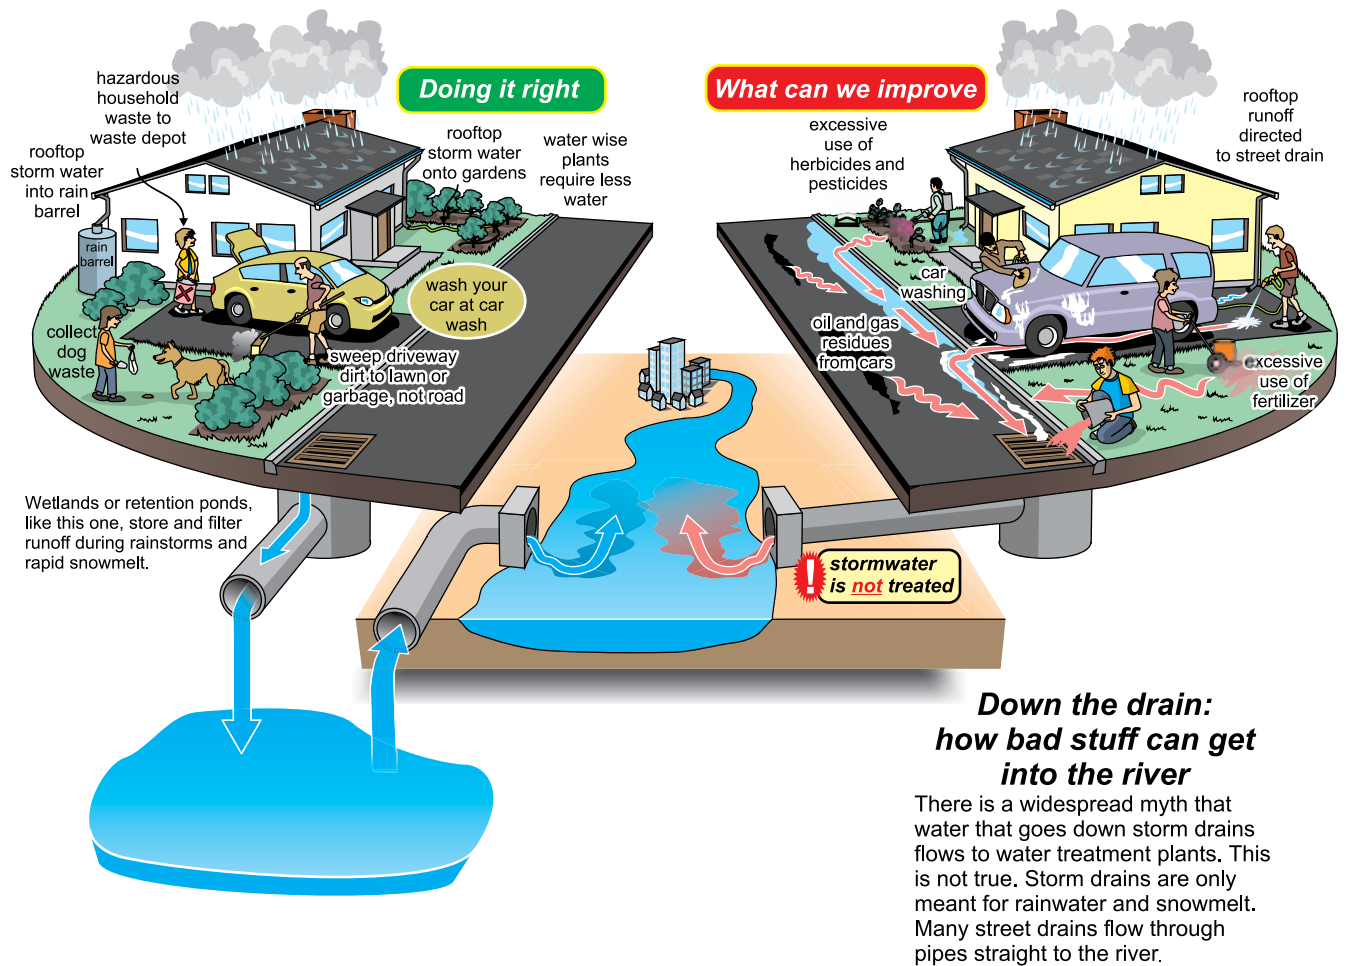 Doing it right
What can we improve
hazardous
household
waste to
waste depot
rooftop
storm water
into rain
barrel
rain
barrel
rooftop
storm water
onto gardens
water wise
plants
require less
water
wash your
car at car
wash
collect
dog
waste
sweep driveway
dirt to lawn or
garbage, not road
excessive
use of
herbicides and
pesticides
rooftop
runoff
directed
to street drain
car
washing
oil and gas
residues
from cars
excessive
use of
fertilizer
Wetlands or retention ponds,
like this one, store and filter
runoff during rainstorms and
rapid snowmelt.
!
stormwater
is not treated
Down the drain:
how bad stuff can get
into the river
There is a widespread myth that
water that goes down storm drains
flows to water treatment plants. This
is not true. Storm drains are only
meant for rainwater and snowmelt.
Many street drains flow through
pipes straight to the river.